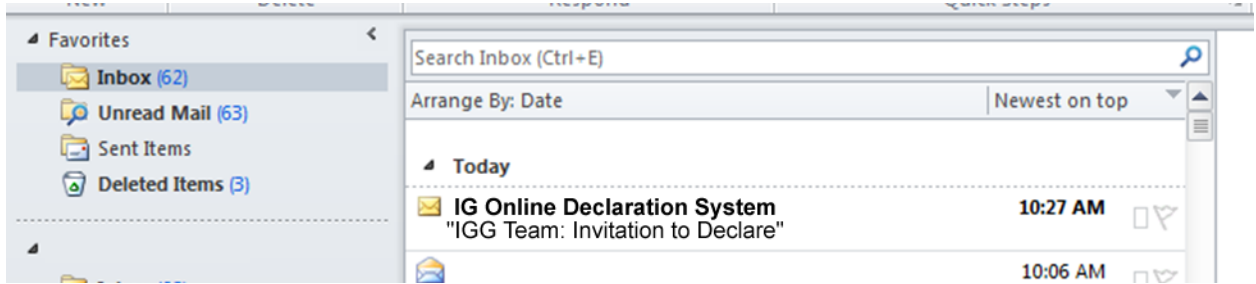 Favorites
Inbox (62)
Unread Mail (63)
Sent Items
Deleted Items (3)
Search Inbox (Ctrl+E)
Arrange By: Date Newest on top
Today
IG Online Declaration System 10:27 AM
"IGG Team: Invitation to Declare"
10:06 AM